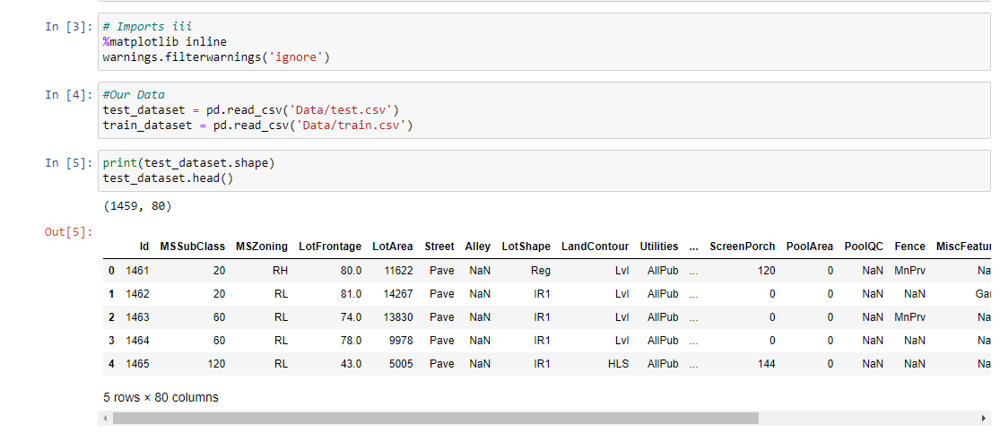 In [3]: # Imports iii
%matplotlib inline
warnings.filterwarnings('ignore')
In [4]: #Our Data
test_dataset = pd.read_csv('Data/test.csv')
train_dataset = pd.read_csv('Data/train.csv')
In [5]: print(test_dataset.shape)
test_dataset.head()
(1459, 80)
Out[5]:
Id MSSubClass MSZoning LotFrontage LotArea Street Alley LotShape LandContour Utilities ... ScreenPorch PoolArea PoolQC Fence MiscFeatur
0 1461 20 RH 80.0 11622 Pave NaN Reg Lvl AllPub ... 120 0 NaN MnPrv Na
1 1462 20 RL 81.0 14267 Pave NaN IR1 Lvl AllPub ... 0 0 NaN NaN Gar
2 1463 60 RL 74.0 13830 Pave NaN IR1 Lvl AllPub ... 0 0 NaN MnPrv Na
3 1464 60 RL 78.0 9978 Pave NaN IR1 Lvl AllPub ... 0 0 NaN NaN Na
4 1465 120 RL 43.0 5005 Pave NaN IR1 HLS AllPub ... 144 0 NaN NaN Na
5 rows × 80 columns